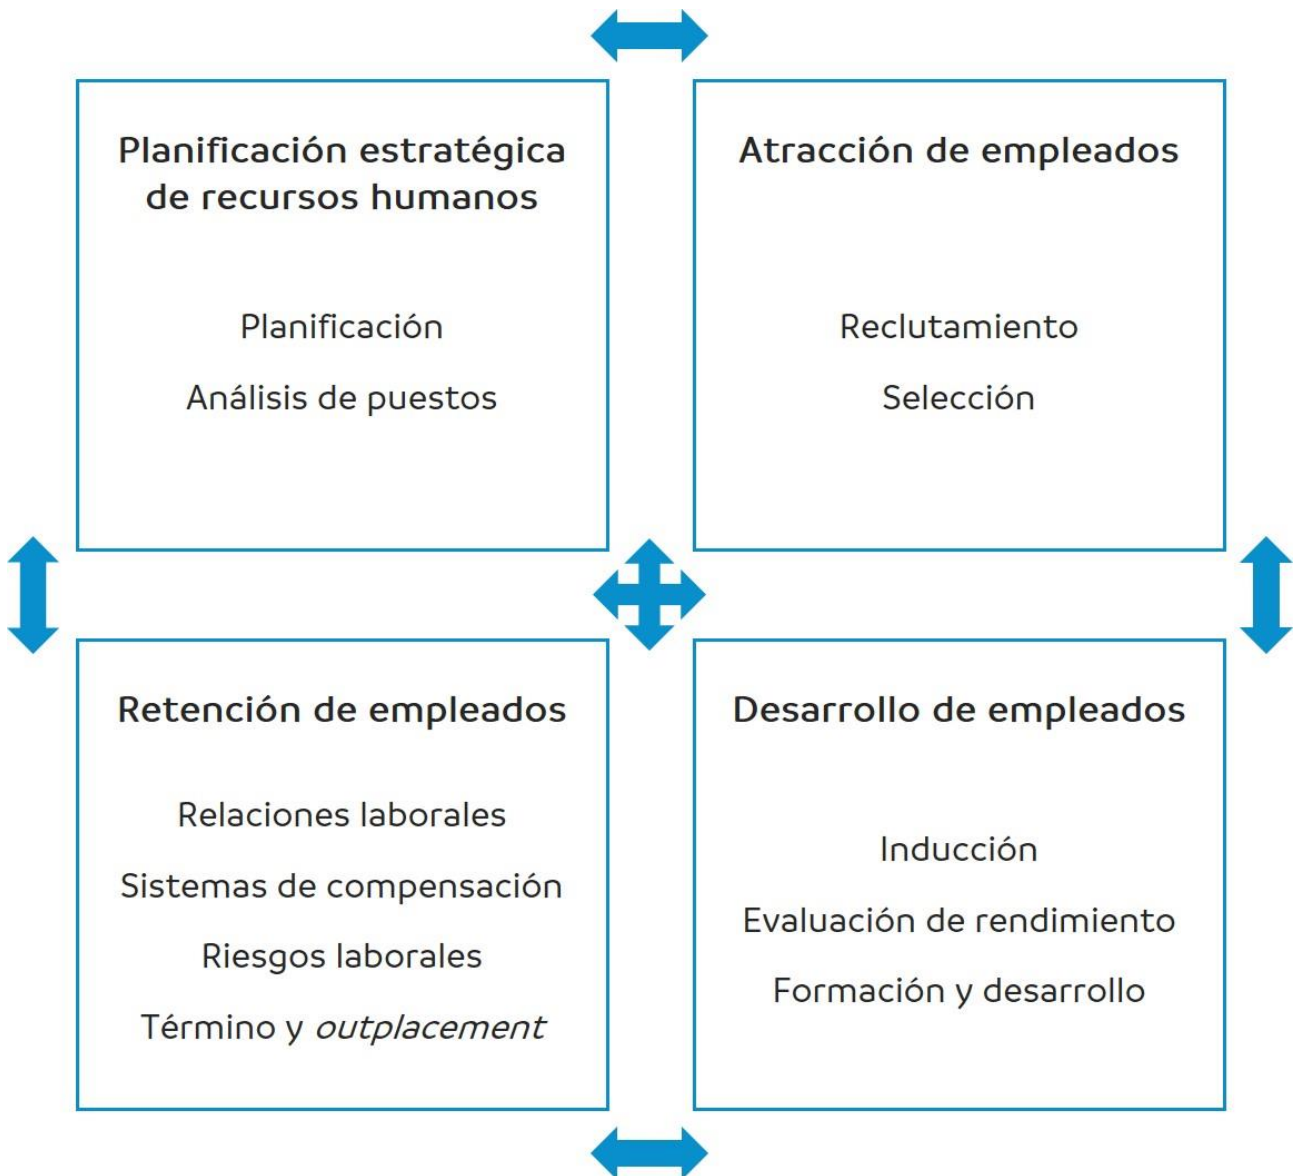 Planificación estratégica
de recursos humanos
Planificación
Análisis de puestos
Atracción de empleados
Reclutamiento
Selección
Retención de empleados
Relaciones laborales
Sistemas de compensación
Riesgos laborales
Término y outplacement
Desarrollo de empleados
Inducción
Evaluación de rendimiento
Formación y desarrollo